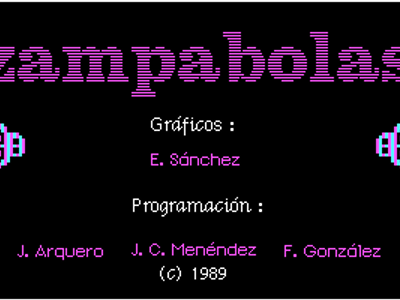 zampabolas
Gráficos :
E. Sánchez
Programación :
J. Arquero J. C. Menéndez F. González
(c) 1989